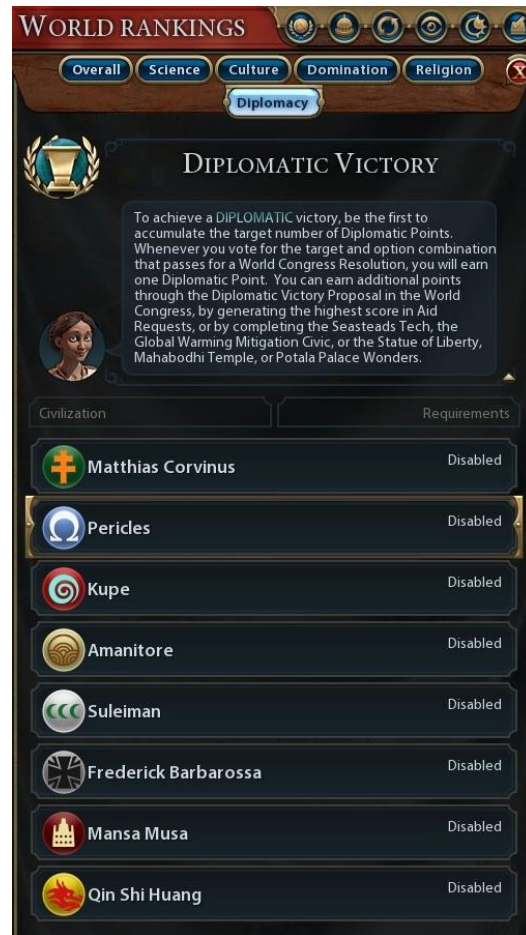 WORLD RANKINGS
Overall Science Culture Domination Religion
Diplomacy
DIPLOMATIC VICTORY
To achieve a DIPLOMATIC victory, be the first to
accumulate the target number of Diplomatic Points.
Whenever you vote for the target and option combination
that passes for a World Congress Resolution, you will earn
one Diplomatic Point. You can earn additional points
through the Diplomatic Victory Proposal in the World
Congress, by generating the highest score in Aid
Requests, or by completing the Seasteads Tech, the
Global Warming Mitigation Civic, or the Statue of Liberty,
Mahabodhi Temple, or Potala Palace Wonders.
Civilization Requirements
Matthias Corvinus Disabled
Pericles Disabled
Kupe Disabled
Amanitore Disabled
Suleiman Disabled
Frederick Barbarossa Disabled
Mansa Musa Disabled
Qin Shi Huang Disabled